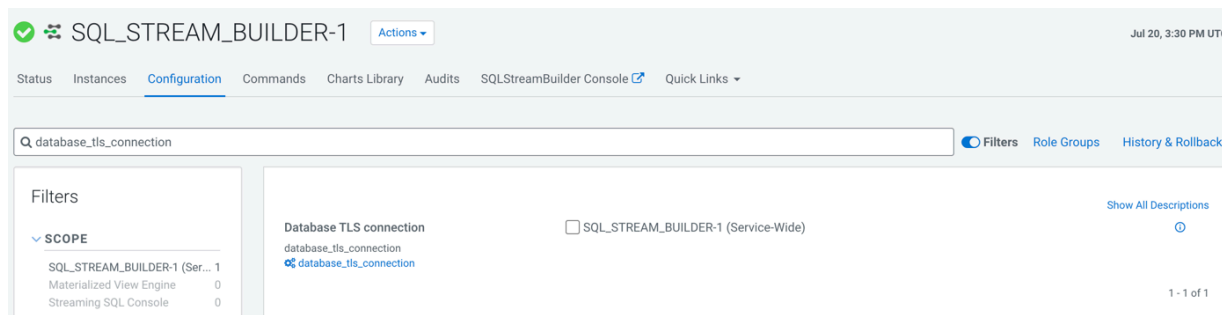 SQL_STREAM_BUILDER-1 Actions Jul 20, 3:30 PM UT
Status Instances Configuration Commands Charts Library Audits SQLStreamBuilder Console Quick Links
database_tls_connection Filters Role Groups History & Rollback
Filters
Show All Descriptions
SCOPE
Database TLS connection SQL_STREAM_BUILDER-1 (Service-Wide)
database_tls_connection
database_tls_connection
SQL_STREAM_BUILDER-1 (Ser... 1
Materialized View Engine 0
Streaming SQL Console 0
1 - 1 of 1